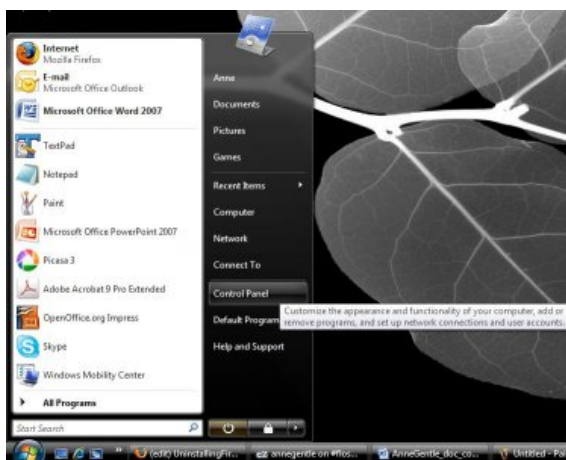 Internet
Mozilla Firefox
E-mail
Microsoft Office Outlook
Microsoft Office Word 2007
TextPad
Notepad
Paint
Microsoft Office PowerPoint 2007
Picasa 3
Adobe Acrobat 9 Pro Extended
OpenOffice.org Impress
Skype
Windows Mobility Center
All Programs
Start Search
Anne
Documents
Pictures
Games
Recent Items
Computer
Network
Connect To
Control Panel
Customize the appearance and functionality of your computer, add or
remove programs, and set up network connections and user accounts.
Default Program
Help and Support
(edit) UninstallingFir...
annegentle on #flos...
AnneGentle_doc_co...
Untitled - Pai